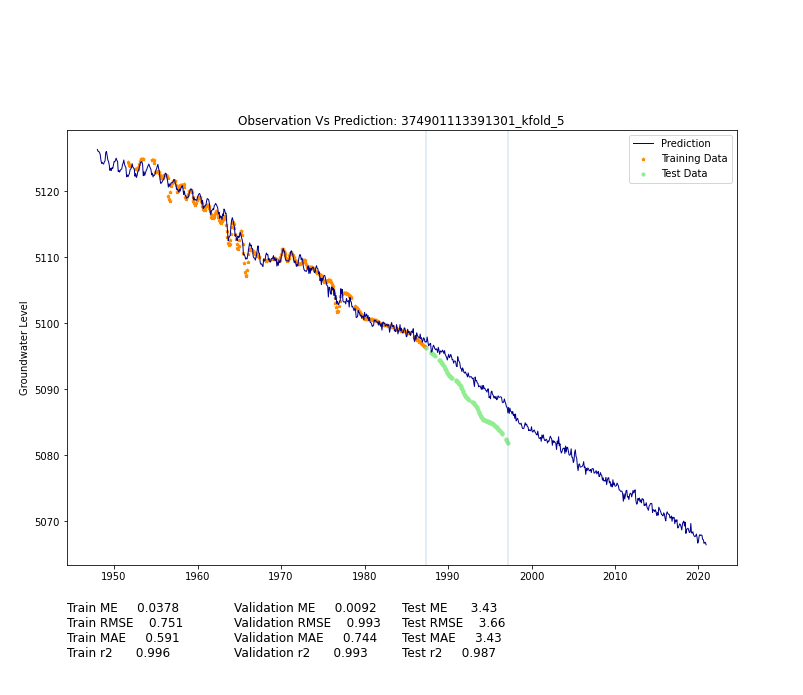 Observation Vs Prediction: 374901113391301_kfold_5
Prediction
Training Data
Test Data
Groundwater Level
5120
5110
5100
5090
5080
5070
1950 1960 1970 1980 1990 2000 2010 2020
Train ME 0.0378 Validation ME 0.0092 Test ME 3.43
Train RMSE 0.751 Validation RMSE 0.993 Test RMSE 3.66
Train MAE 0.591 Validation MAE 0.744 Test MAE 3.43
Train r2 0.996 Validation r2 0.993 Test r2 0.987